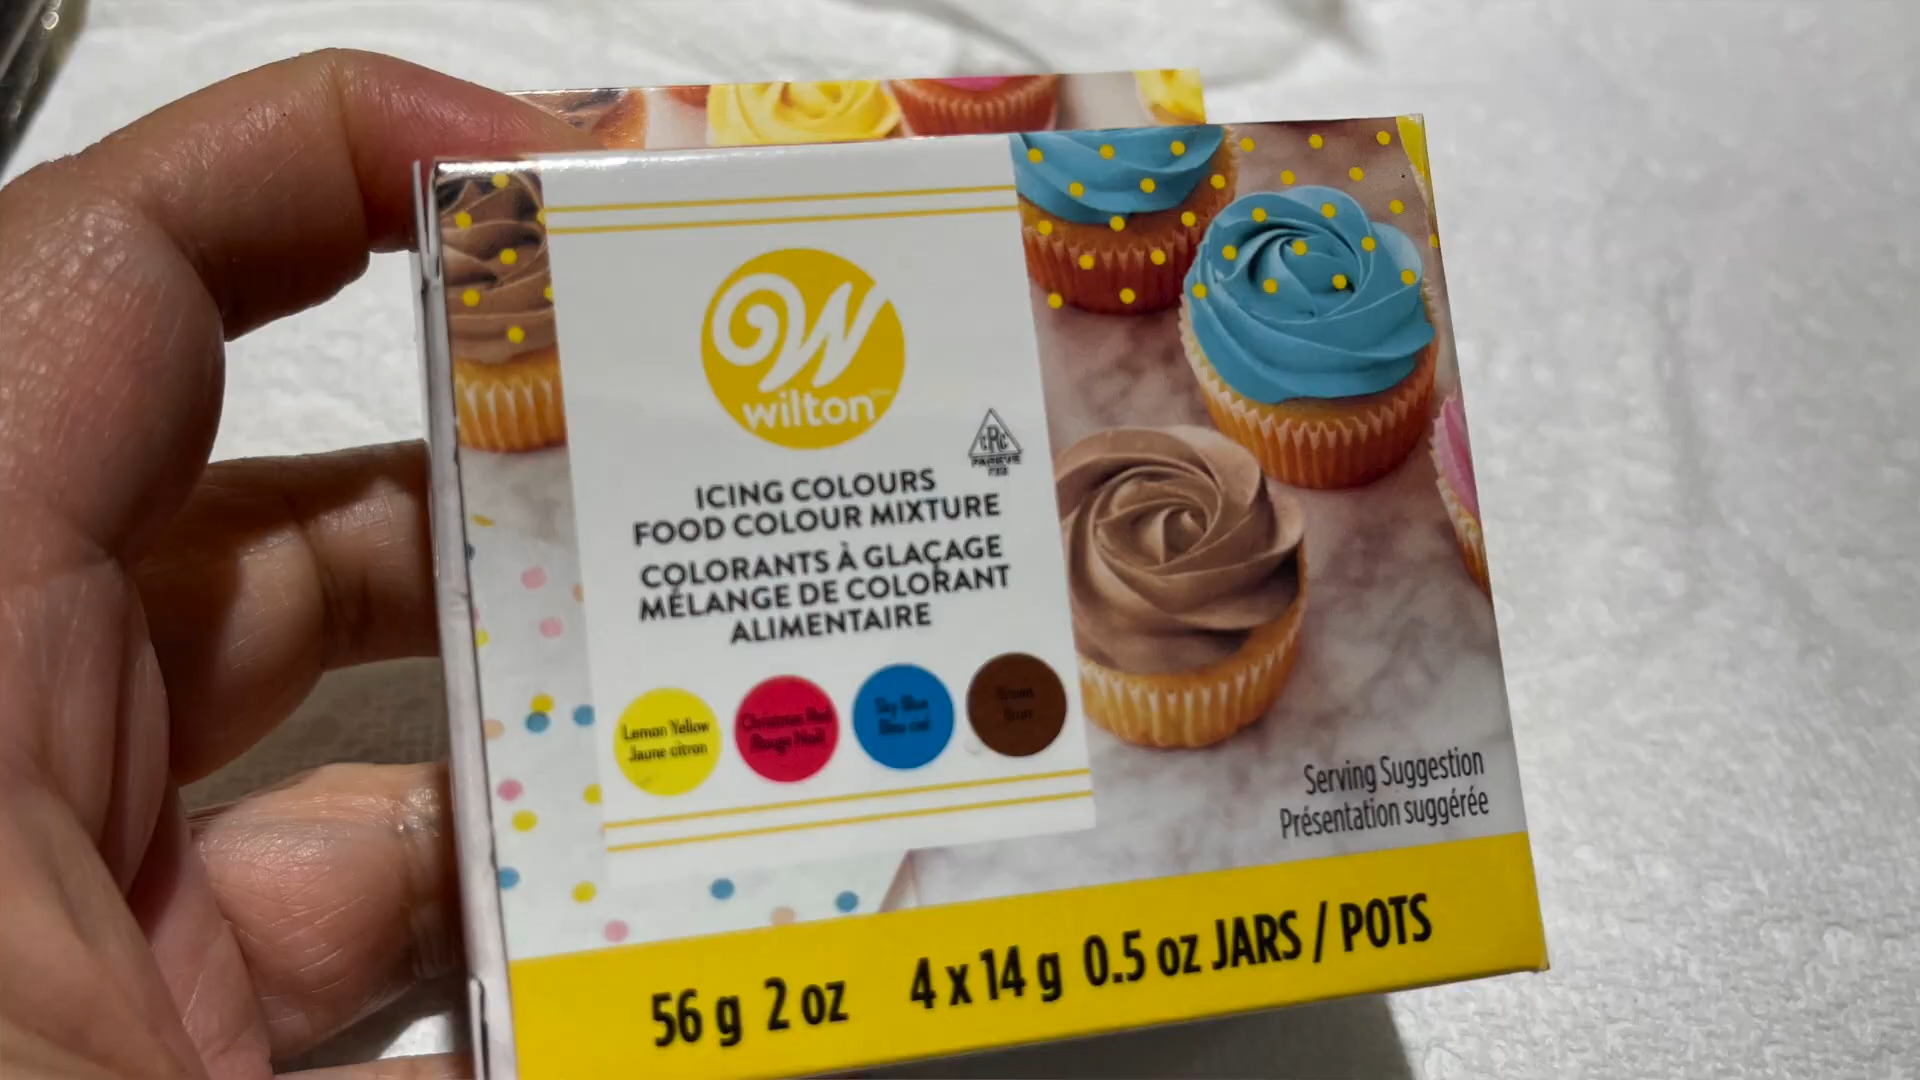 W
wilton
CRC
PAREVE
ICING COLOURS
FOOD COLOUR MIXTURE
COLORANTS À GLAÇAGE
MÉLANGE DE COLORANT
ALIMENTAIRE
Lemon Yellow
Jaune citron
Christmas Red
Rouge Noël
Sky Blue
Bleu ciel
Brown
Brun
Serving Suggestion
Présentation suggérée
56 g 2 oz 4 x 14 g 0.5 oz JARS / POTS